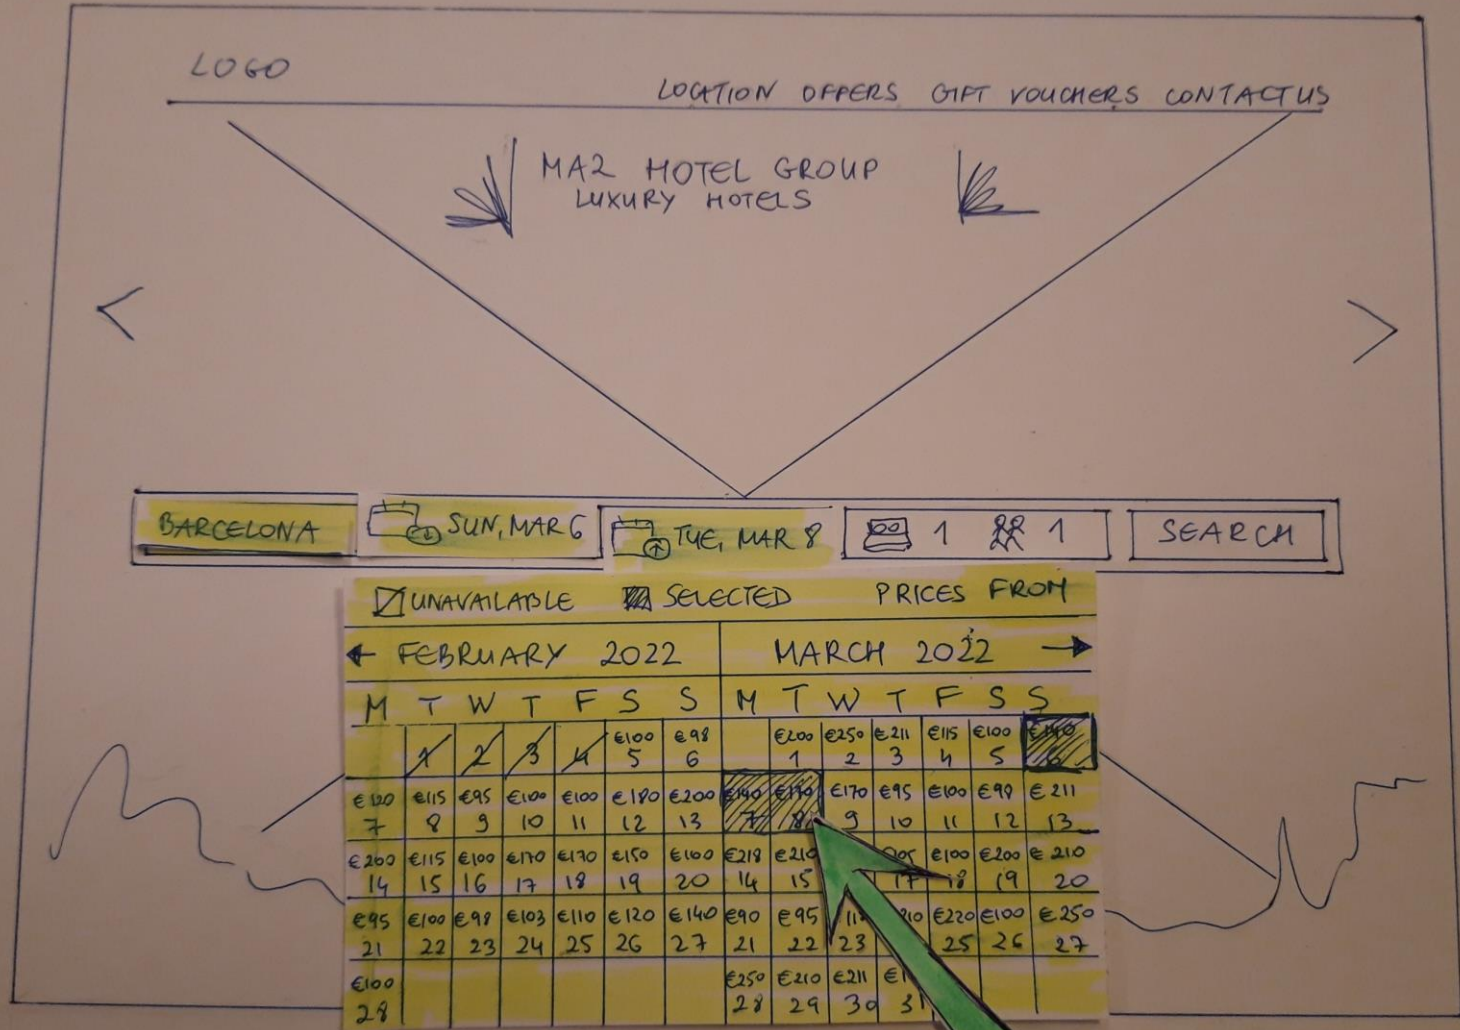 LOGO
LOCATION OFFERS GIFT VOUCHERS CONTACT US
MA2 HOTEL GROUP
LUXURY HOTELS
< >
BARCELONA SUN, MAR 6 TUE, MAR 8 1 1 SEARCH
UNAVAILABLE SELECTED PRICES FROM
← FEBRUARY 2022 MARCH 2022 →
M T W T F S S M T W T F S S
€100 €98 €200 €250 €211 €115 €100
1 2 3 4 5 6 1 2 3 4 5 6
€120 €115 €95 €100 €100 €180 €200 €140 €170 €170 €95 €100 €98 €211
7 8 9 10 11 12 13 7 8 9 10 11 12 13
€200 €115 €100 €170 €170 €150 €100 €218 €210 €100 €200 €210
14 15 16 17 18 19 20 14 15 17 18 19 20
€95 €100 €98 €103 €110 €120 €140 €90 €95 €220 €100 €250
21 22 23 24 25 26 27 21 22 23 25 26 27
€100 €250 €210 €211
28 28 29 30 31